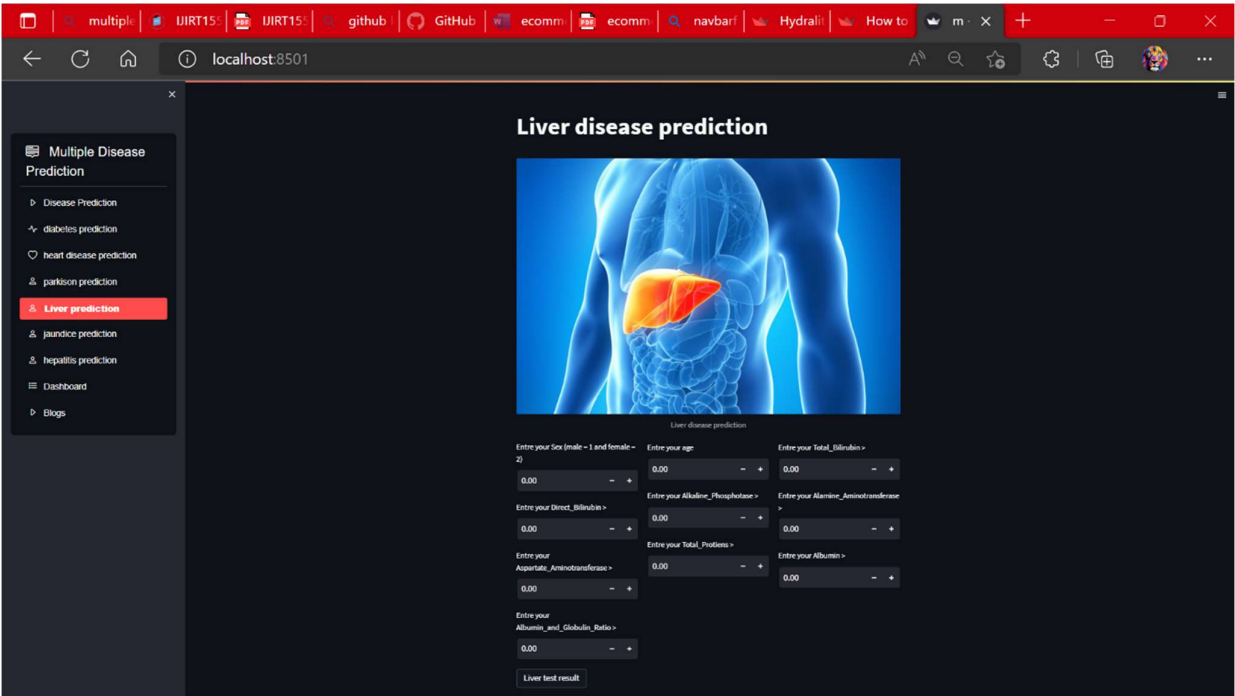 multiple
IJIRT155
IJIRT155
github
GitHub
ecomm
ecomm
navbarf
Hydralit
How to
m ·
localhost:8501
Multiple Disease
Prediction
Disease Prediction
diabetes prediction
heart disease prediction
parkison prediction
Liver prediction
jaundice prediction
hepatitis prediction
Dashboard
Blogs
Liver disease prediction
Liver disease prediction
Entre your Sex (male - 1 and female -
2)
0.00
Entre your age
0.00
Entre your Total_Bilirubin >
0.00
Entre your Direct_Bilirubin >
0.00
Entre your Alkaline_Phosphotase >
0.00
Entre your Alamine_Aminotransferase
>
0.00
Entre your
Aspartate_Aminotransferase >
0.00
Entre your Total_Protiens >
0.00
Entre your Albumin >
0.00
Entre your
Albumin_and_Globulin_Ratio >
0.00
Liver test result